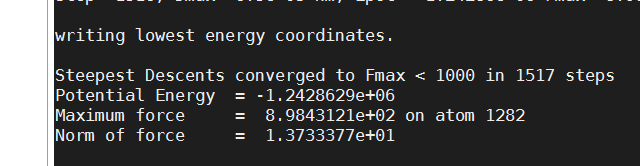 writing lowest energy coordinates.
Steepest Descents converged to Fmax < 1000 in 1517 steps
Potential Energy  = -1.2428629e+06
Maximum force     =  8.9843121e+02 on atom 1282
Norm of force     =  1.3733377e+01